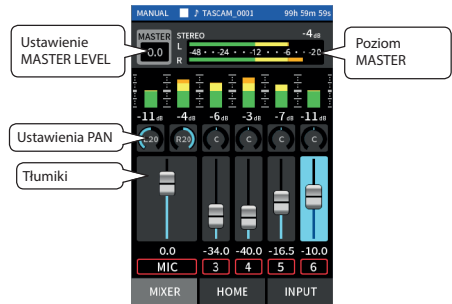 MANUAL ♪ TASCAM_0001 99h 59m 59s
Ustawienie
MASTER LEVEL
MASTER
0.0
STEREO -4dB
L
-48 · · -24 · · -12 · · -6 · · -20
R
Poziom
MASTER
-11dB -4dB -6dB -3dB -7dB -11dB
Ustawienia PAN
L20 R20 C C C C
Tłumiki
0.0 -34.0 -40.0 -16.5 -10.0
MIC 3 4 5 6
MIXER HOME INPUT